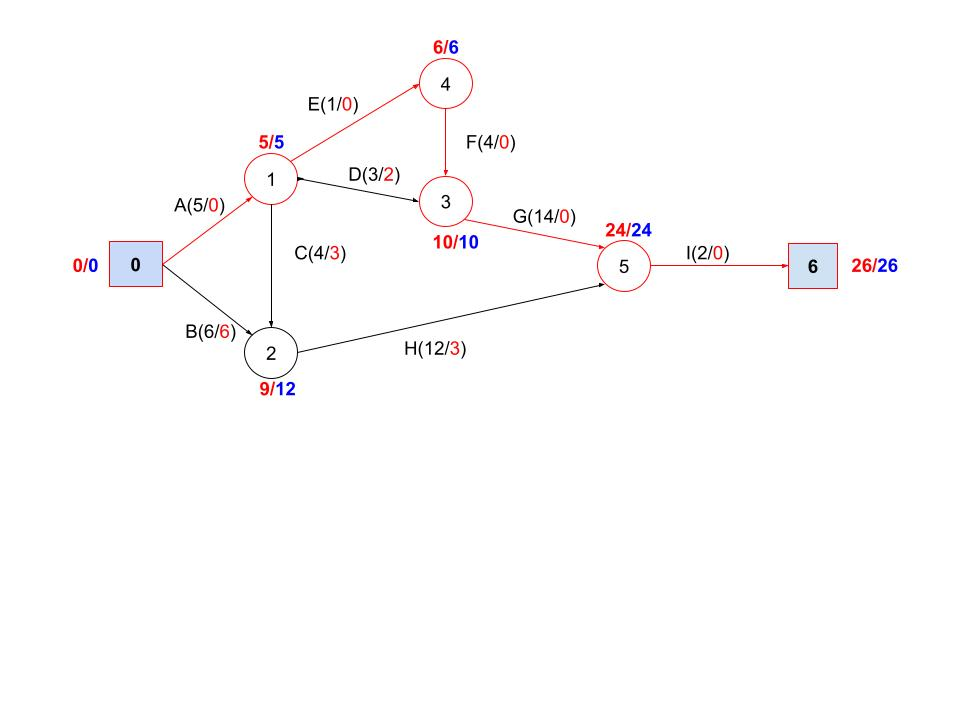 6/6
4
E(1/0)
5/5
F(4/0)
1
D(3/2)
3
A(5/0)
G(14/0)
24/24
10/10
C(4/3)
I(2/0)
0/0
0
5
6
26/26
B(6/6)
2
H(12/3)
9/12